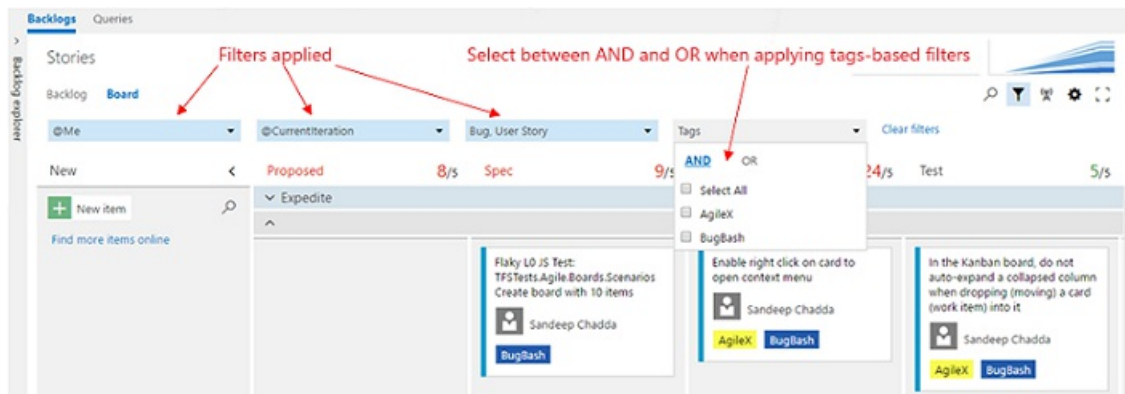 Backlogs Queries
Backlog explorer
Stories
Filters applied
Select between AND and OR when applying tags-based filters
Backlog Board
@Me
@CurrentIteration
Bug, User Story
Tags
Clear filters
New
Proposed 8/5
Spec 9/5
24/5
Test 5/5
AND OR
Select All
AgileX
BugBash
Expedite
New item
Find more items online
Flaky L0 JS Test:
TFSTests.Agile.Boards.Scenarios
Create board with 10 items
Sandeep Chadda
BugBash
Enable right click on card to
open context menu
Sandeep Chadda
AgileX BugBash
In the Kanban board, do not
auto-expand a collapsed column
when dropping (moving) a card
(work item) into it
Sandeep Chadda
AgileX BugBash